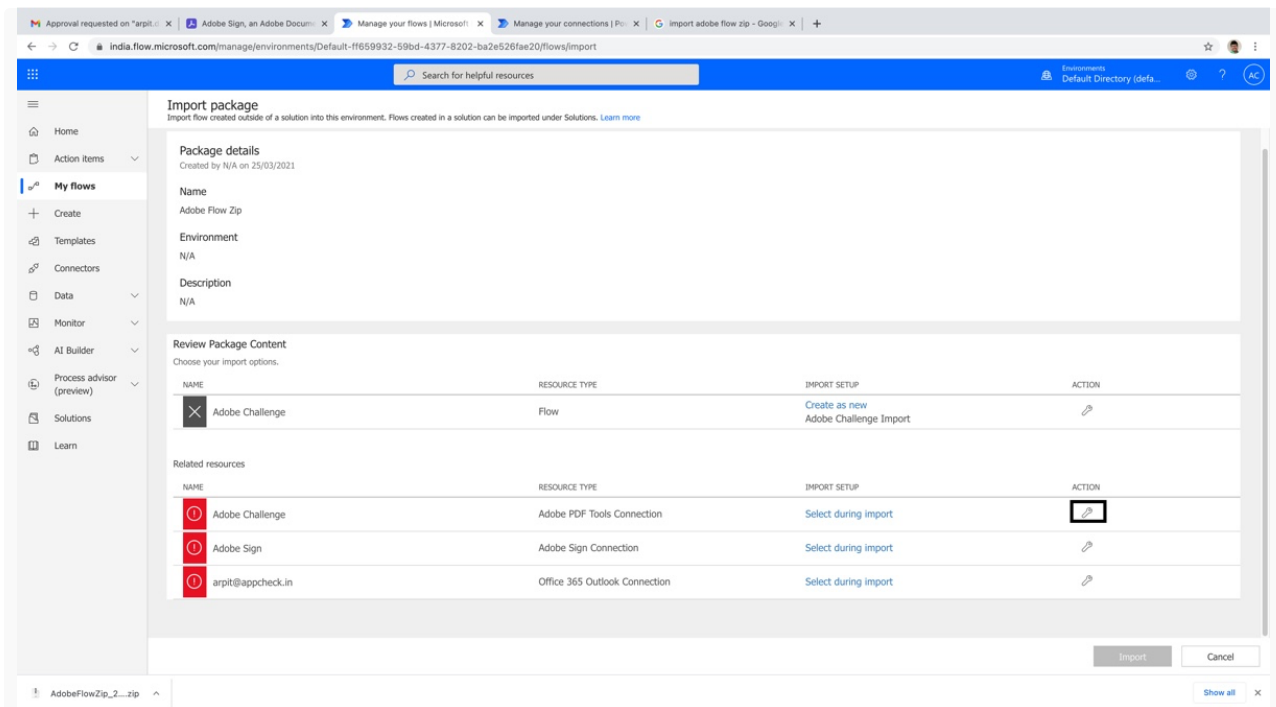 Approval requested on "arpit.d
Adobe Sign, an Adobe Docum
Manage your flows | Microsoft
Manage your connections | Po
import adobe flow zip - Googl
india.flow.microsoft.com/manage/environments/Default-ff659932-59bd-4377-8202-ba2e526fae20/flows/import
Search for helpful resources
Environments
Default Directory (defa...
?
AC
Import package
Import flow created outside of a solution into this environment. Flows created in a solution can be imported under Solutions. Learn more
Home
Action items
My flows
Create
Templates
Connectors
Data
Monitor
AI Builder
Process advisor
(preview)
Solutions
Learn
Package details
Created by N/A on 25/03/2021
Name
Adobe Flow Zip
Environment
N/A
Description
N/A
Review Package Content
Choose your import options.
NAME RESOURCE TYPE IMPORT SETUP ACTION
Adobe Challenge Flow Create as new
Adobe Challenge Import
Related resources
NAME RESOURCE TYPE IMPORT SETUP ACTION
Adobe Challenge Adobe PDF Tools Connection Select during import
Adobe Sign Adobe Sign Connection Select during import
arpit@appcheck.in Office 365 Outlook Connection Select during import
Import Cancel
AdobeFlowZip_2....zip
Show all